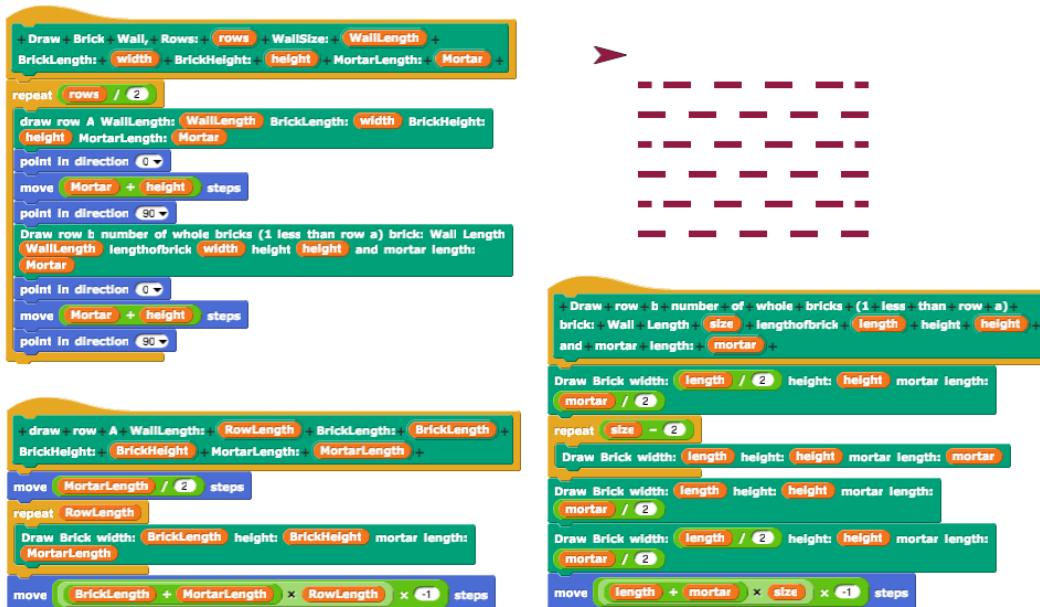 + Draw + Brick + Wall, + Rows: + rows + WallSize: + WallLength +
BrickLength: + width + BrickHeight: + height + MortarLength: + Mortar +
repeat rows / 2
draw row A WallLength: WallLength BrickLength: width BrickHeight:
height MortarLength: Mortar
point in direction 0
move Mortar + height steps
point in direction 90
Draw row b number of whole bricks (1 less than row a) brick: Wall Length
WallLength lengthofbrick width height height and mortar length:
Mortar
point in direction 0
move Mortar + height steps
point in direction 90
+ draw + row + A + WallLength: + RowLength + BrickLength: + BrickLength +
BrickHeight: + BrickHeight + MortarLength: + MortarLength +
move MortarLength / 2 steps
repeat RowLength
Draw Brick width: BrickLength height: BrickHeight mortar length:
MortarLength
move BrickLength + MortarLength × RowLength × -1 steps
+ Draw + row + b + number + of + whole + bricks + (1 + less + than + row + a) +
brick: + Wall + Length + size + lengthofbrick + length + height + height +
and + mortar + length: + mortar +
Draw Brick width: length / 2 height: height mortar length:
mortar / 2
repeat size - 2
Draw Brick width: length height: height mortar length: mortar
Draw Brick width: length height: height mortar length:
mortar / 2
Draw Brick width: length / 2 height: height mortar length:
mortar / 2
move length + mortar × size × -1 steps